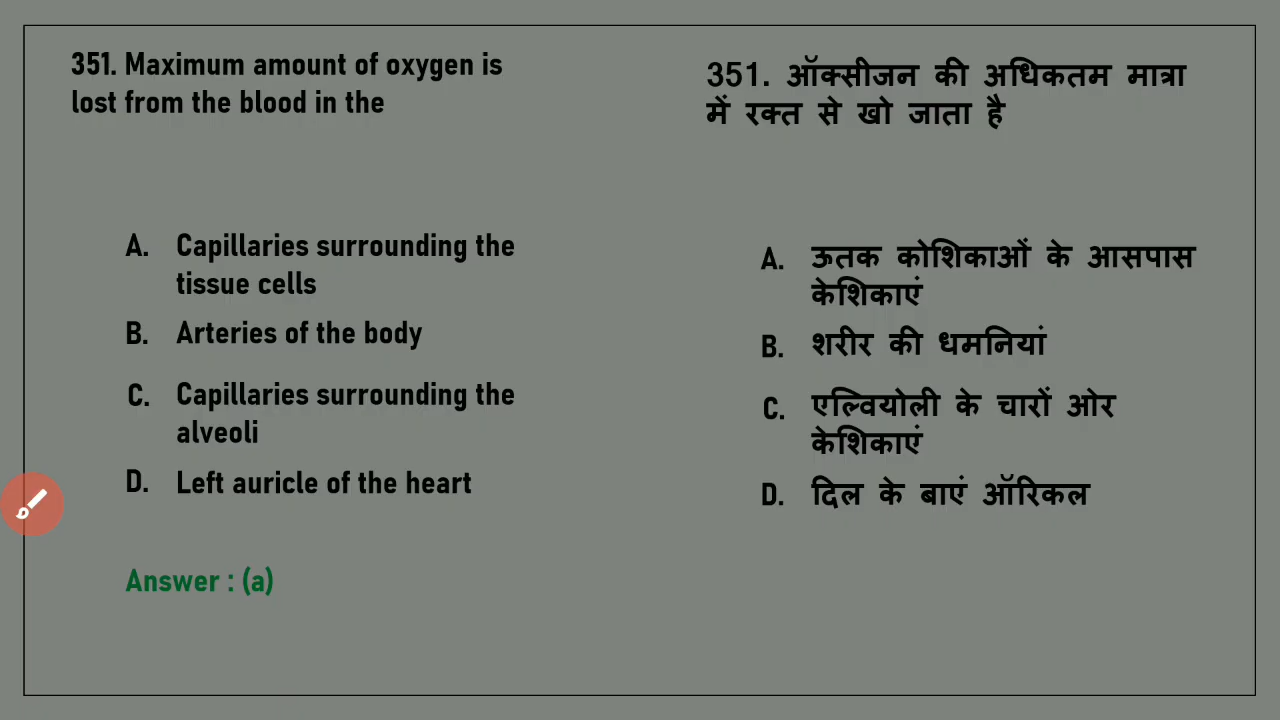 351. Maximum amount of oxygen is
lost from the blood in the
A. Capillaries surrounding the
tissue cells
B. Arteries of the body
C. Capillaries surrounding the
alveoli
D. Left auricle of the heart
Answer : (a)
351. ऑक्सीजन की अधिकतम मात्रा
में रक्त से खो जाता है
A. ऊतक कोशिकाओं के आसपास
केशिकाएं
B. शरीर की धमनियां
C. एल्वियोली के चारों ओर
केशिकाएं
D. दिल के बाएं ऑरिकल